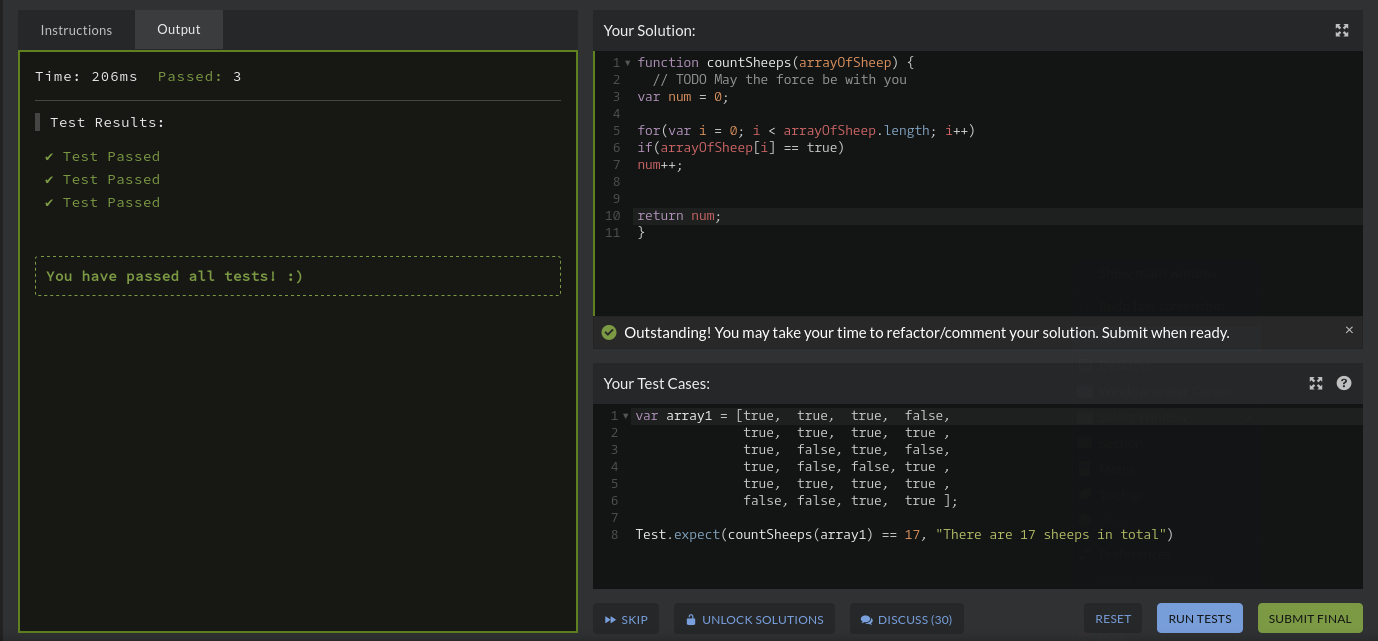 Instructions
Output
Time: 206ms Passed: 3
Test Results:
✔ Test Passed
✔ Test Passed
✔ Test Passed
You have passed all tests! :)
Your Solution:
1 function countSheeps(arrayOfSheep) {
2 // TODO May the force be with you
3 var num = 0;
4
5 for(var i = 0; i < arrayOfSheep.length; i++)
6 if(arrayOfSheep[i] == true)
7 num++;
8
9
10 return num;
11 }
Outstanding! You may take your time to refactor/comment your solution. Submit when ready. ×
Your Test Cases:
?
1 var array1 = [true, true, true, false,
2 true, true, true, true ,
3 true, false, true, false,
4 true, false, false, true ,
5 true, true, true, true ,
6 false, false, true, true ];
7
8 Test.expect(countSheeps(array1) == 17, "There are 17 sheeps in total")
SKIP
UNLOCK SOLUTIONS
DISCUSS (30)
RESET
RUN TESTS
SUBMIT FINAL